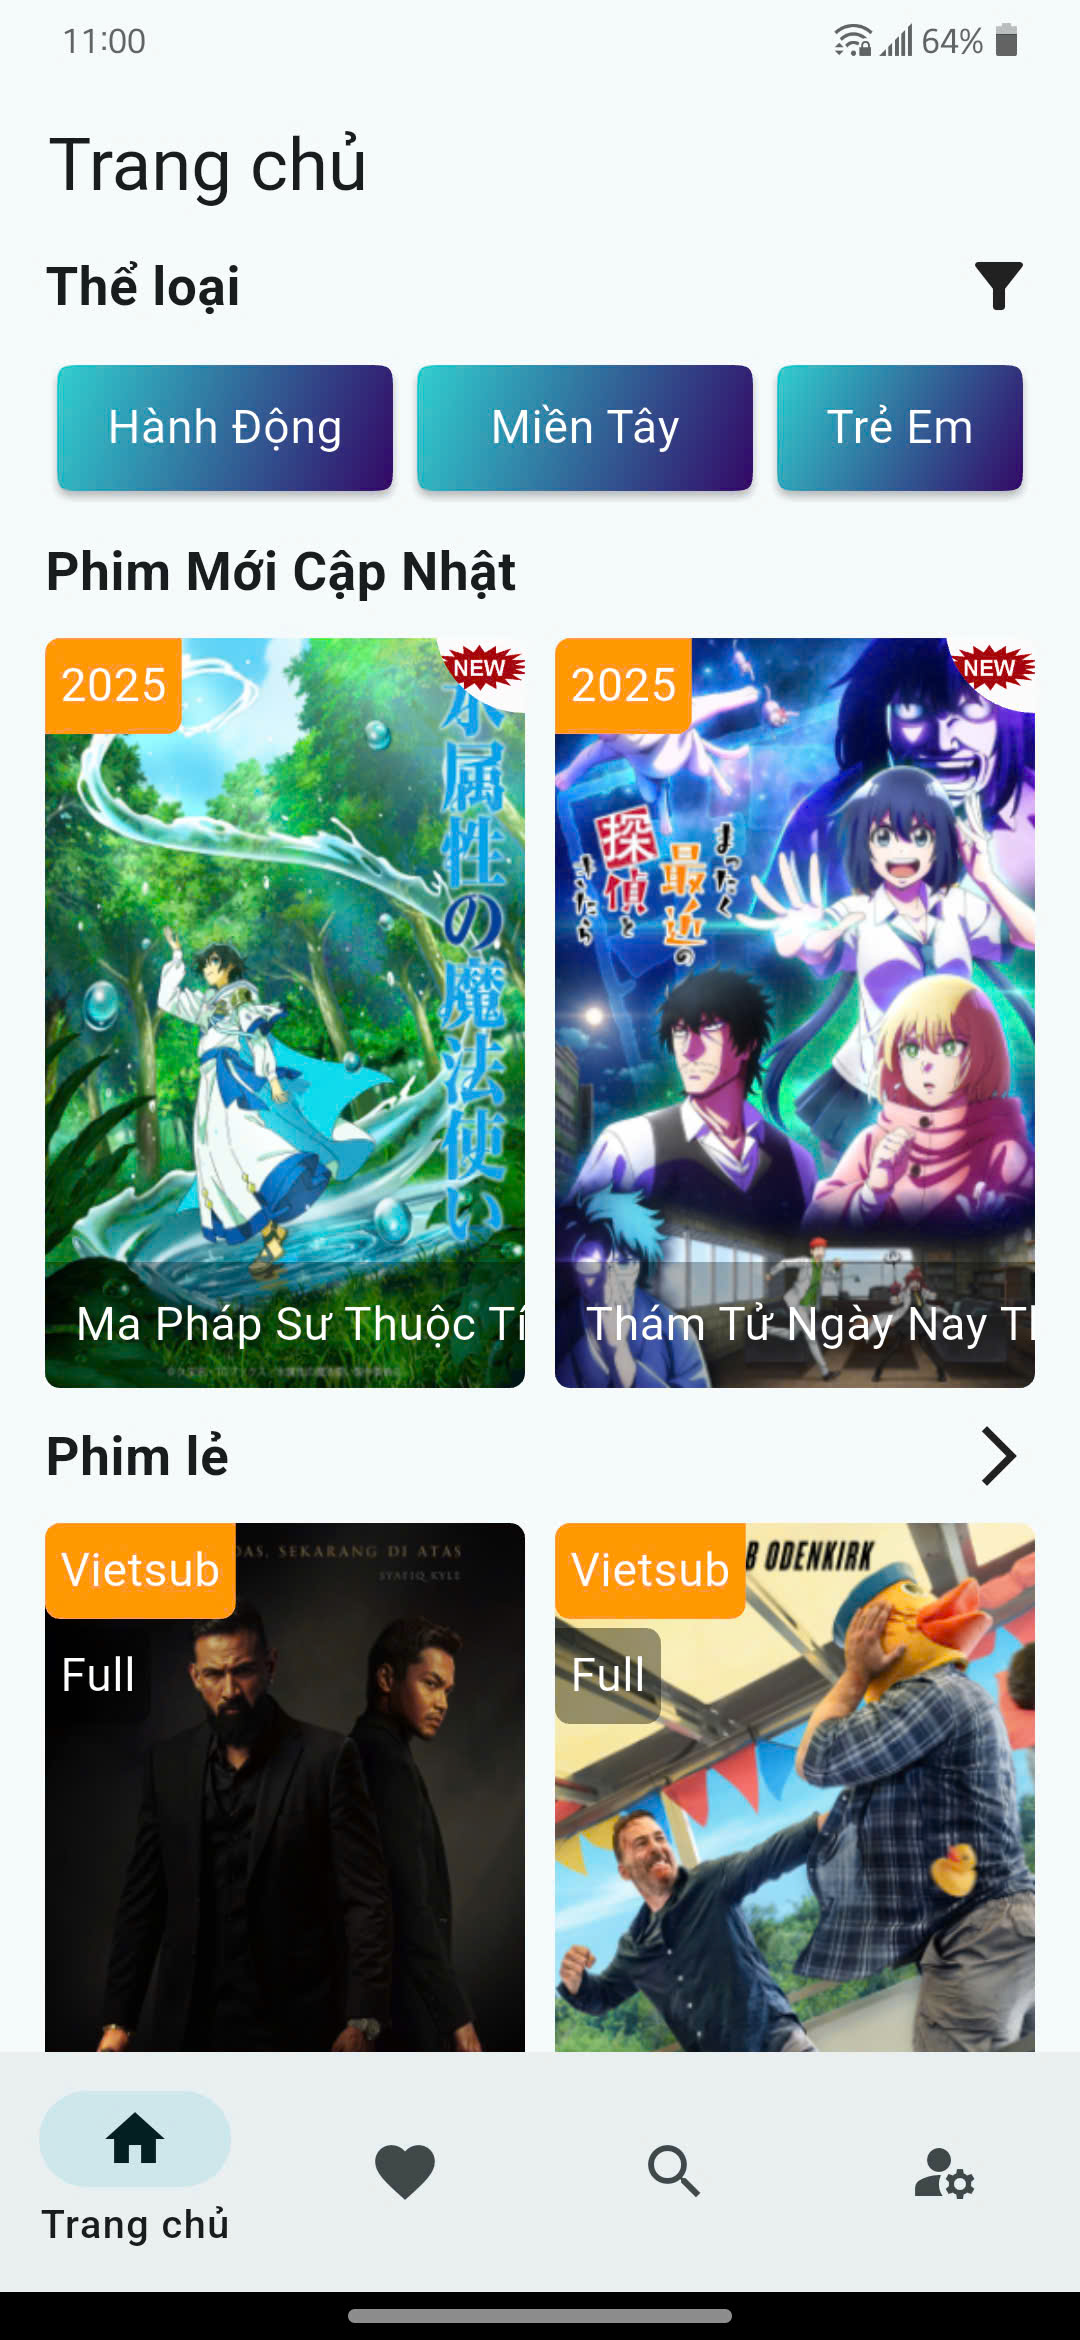 11:00
64%
Trang chủ
Thể loại
Hành Động
Miền Tây
Trẻ Em
Phim Mới Cập Nhật
2025
NEW
水属性の魔法使い
Ma Pháp Sư Thuộc Tí
2025
NEW
まったく
最近の
探偵と
きたら
Thám Tử Ngày Nay Th
Phim lẻ
Vietsub
DAS, SEKARANG DI ATAS
SYAFIQ KYLE
Full
Vietsub
B ODENKIRK
Full
Trang chủ